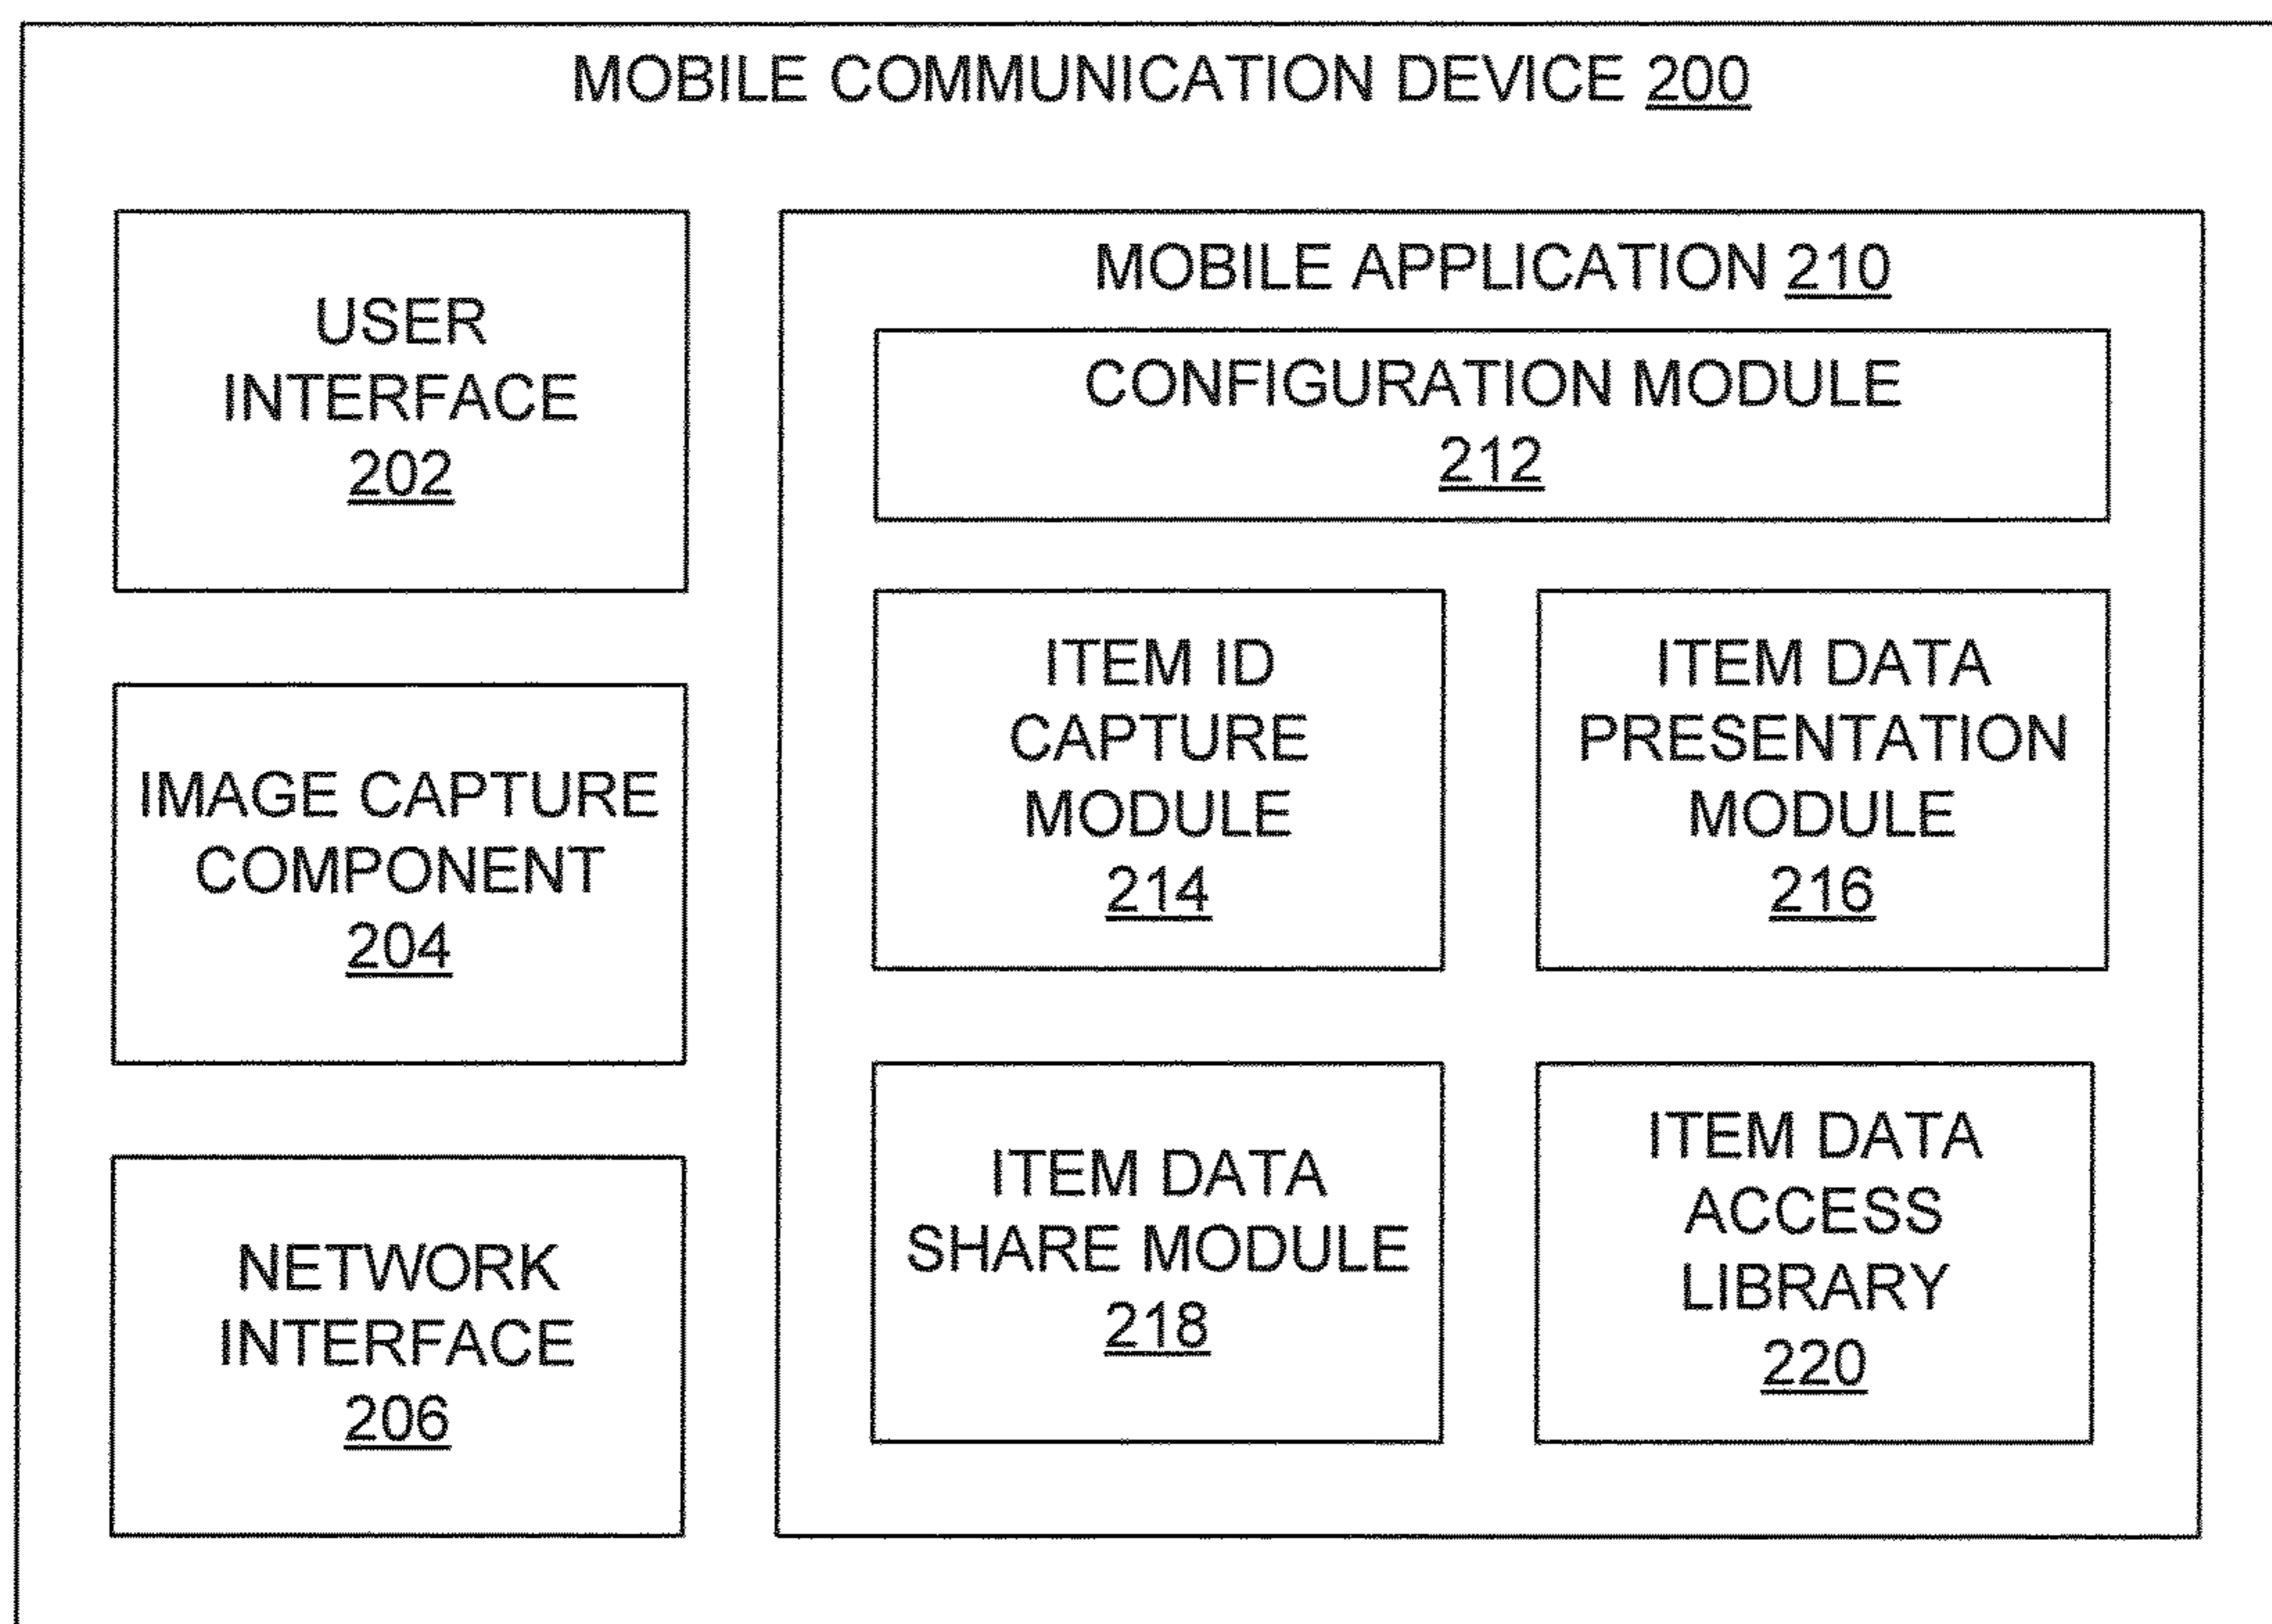 MOBILE COMMUNICATION DEVICE 200
USER
INTERFACE
202
IMAGE CAPTURE
COMPONENT
204
NETWORK
INTERFACE
206
MOBILE APPLICATION 210
CONFIGURATION MODULE
212
ITEM ID
CAPTURE
MODULE
214
ITEM DATA
PRESENTATION
MODULE
216
ITEM DATA
SHARE MODULE
218
ITEM DATA
ACCESS
LIBRARY
220